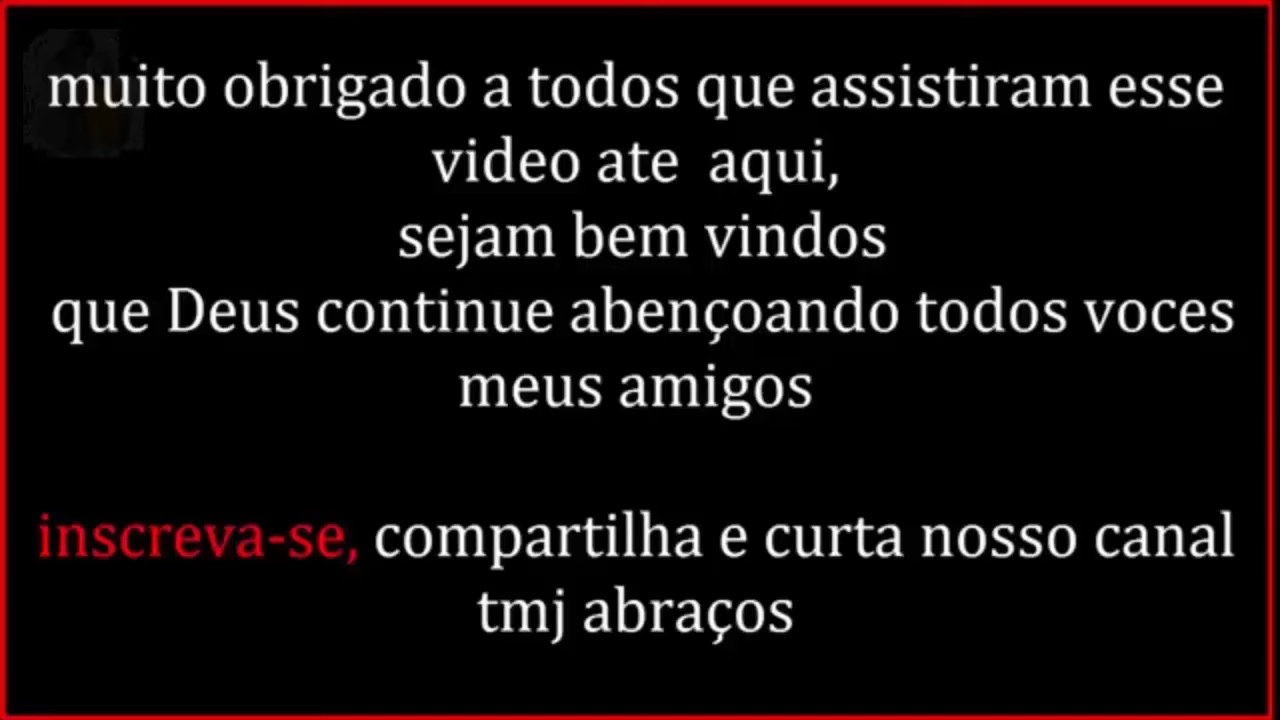 muito obrigado a todos que assistiram esse
video ate  aqui,
sejam bem vindos
que Deus continue abençoando todos voces
meus amigos
inscreva-se, compartilha e curta nosso canal
tmj abraços